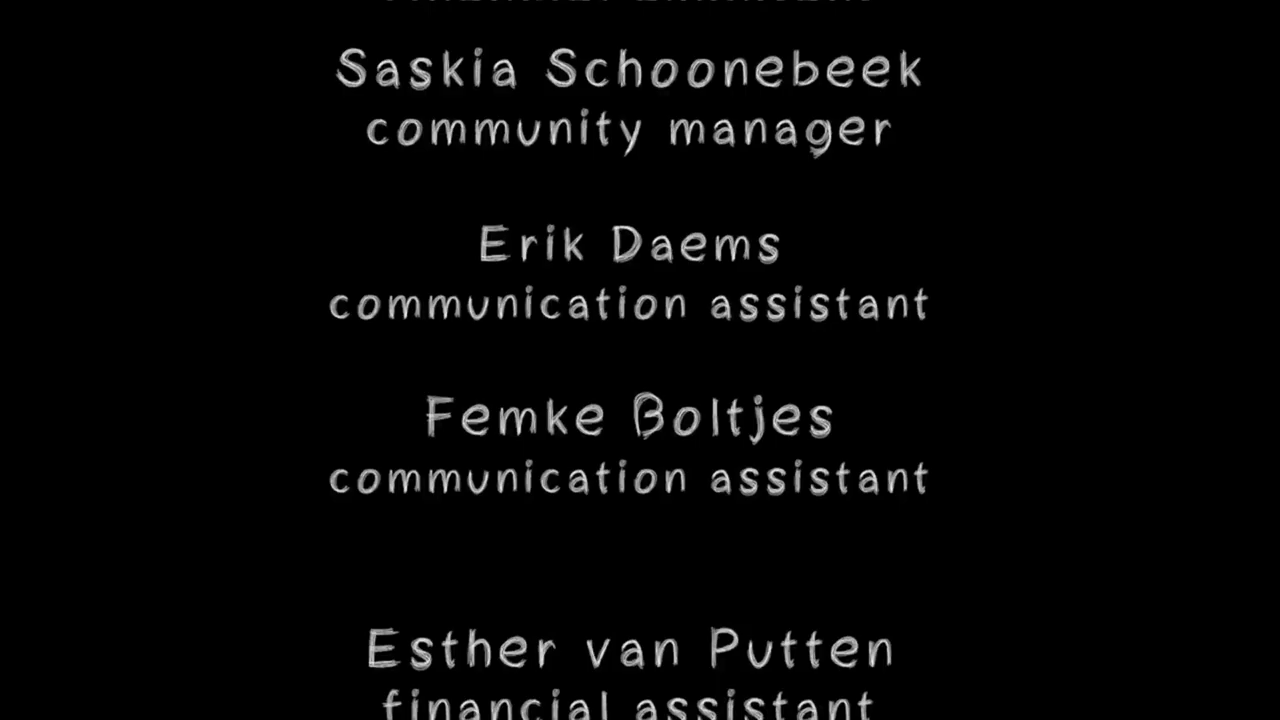 Saskia Schoonebeek
community manager
Erik Daems
communication assistant
Femke Boltjes
communication assistant
Esther van Putten
financial assistant